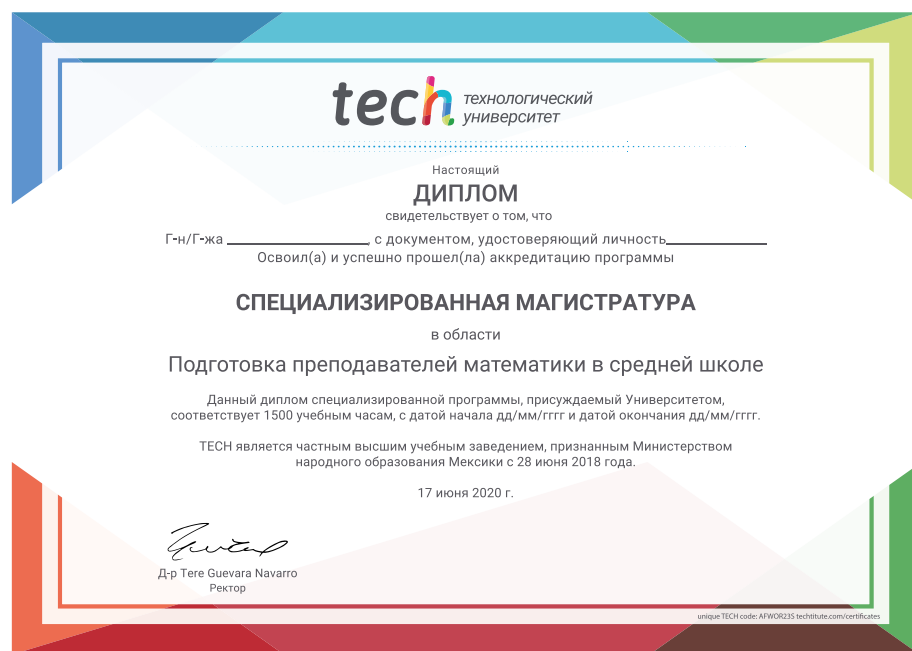 tech технологический
университет
Настоящий
ДИПЛОМ
свидетельствует о том, что
Г-н/Г-жа ____________, с документом, удостоверяющий личность____________
Освоил(а) и успешно прошел(ла) аккредитацию программы
СПЕЦИАЛИЗИРОВАННАЯ МАГИСТРАТУРА
в области
Подготовка преподавателей математики в средней школе
Данный диплом специализированной программы, присуждаемый Университетом,
соответствует 1500 учебным часам, с датой начала дд/мм/гггг и датой окончания дд/мм/гггг.
TECH является частным высшим учебным заведением, признанным Министерством
народного образования Мексики с 28 июня 2018 года.
17 июня 2020 г.
Д-р Tere Guevara Navarro
Ректор
unique TECH code: AFWOR23S techtitute.com/certificates